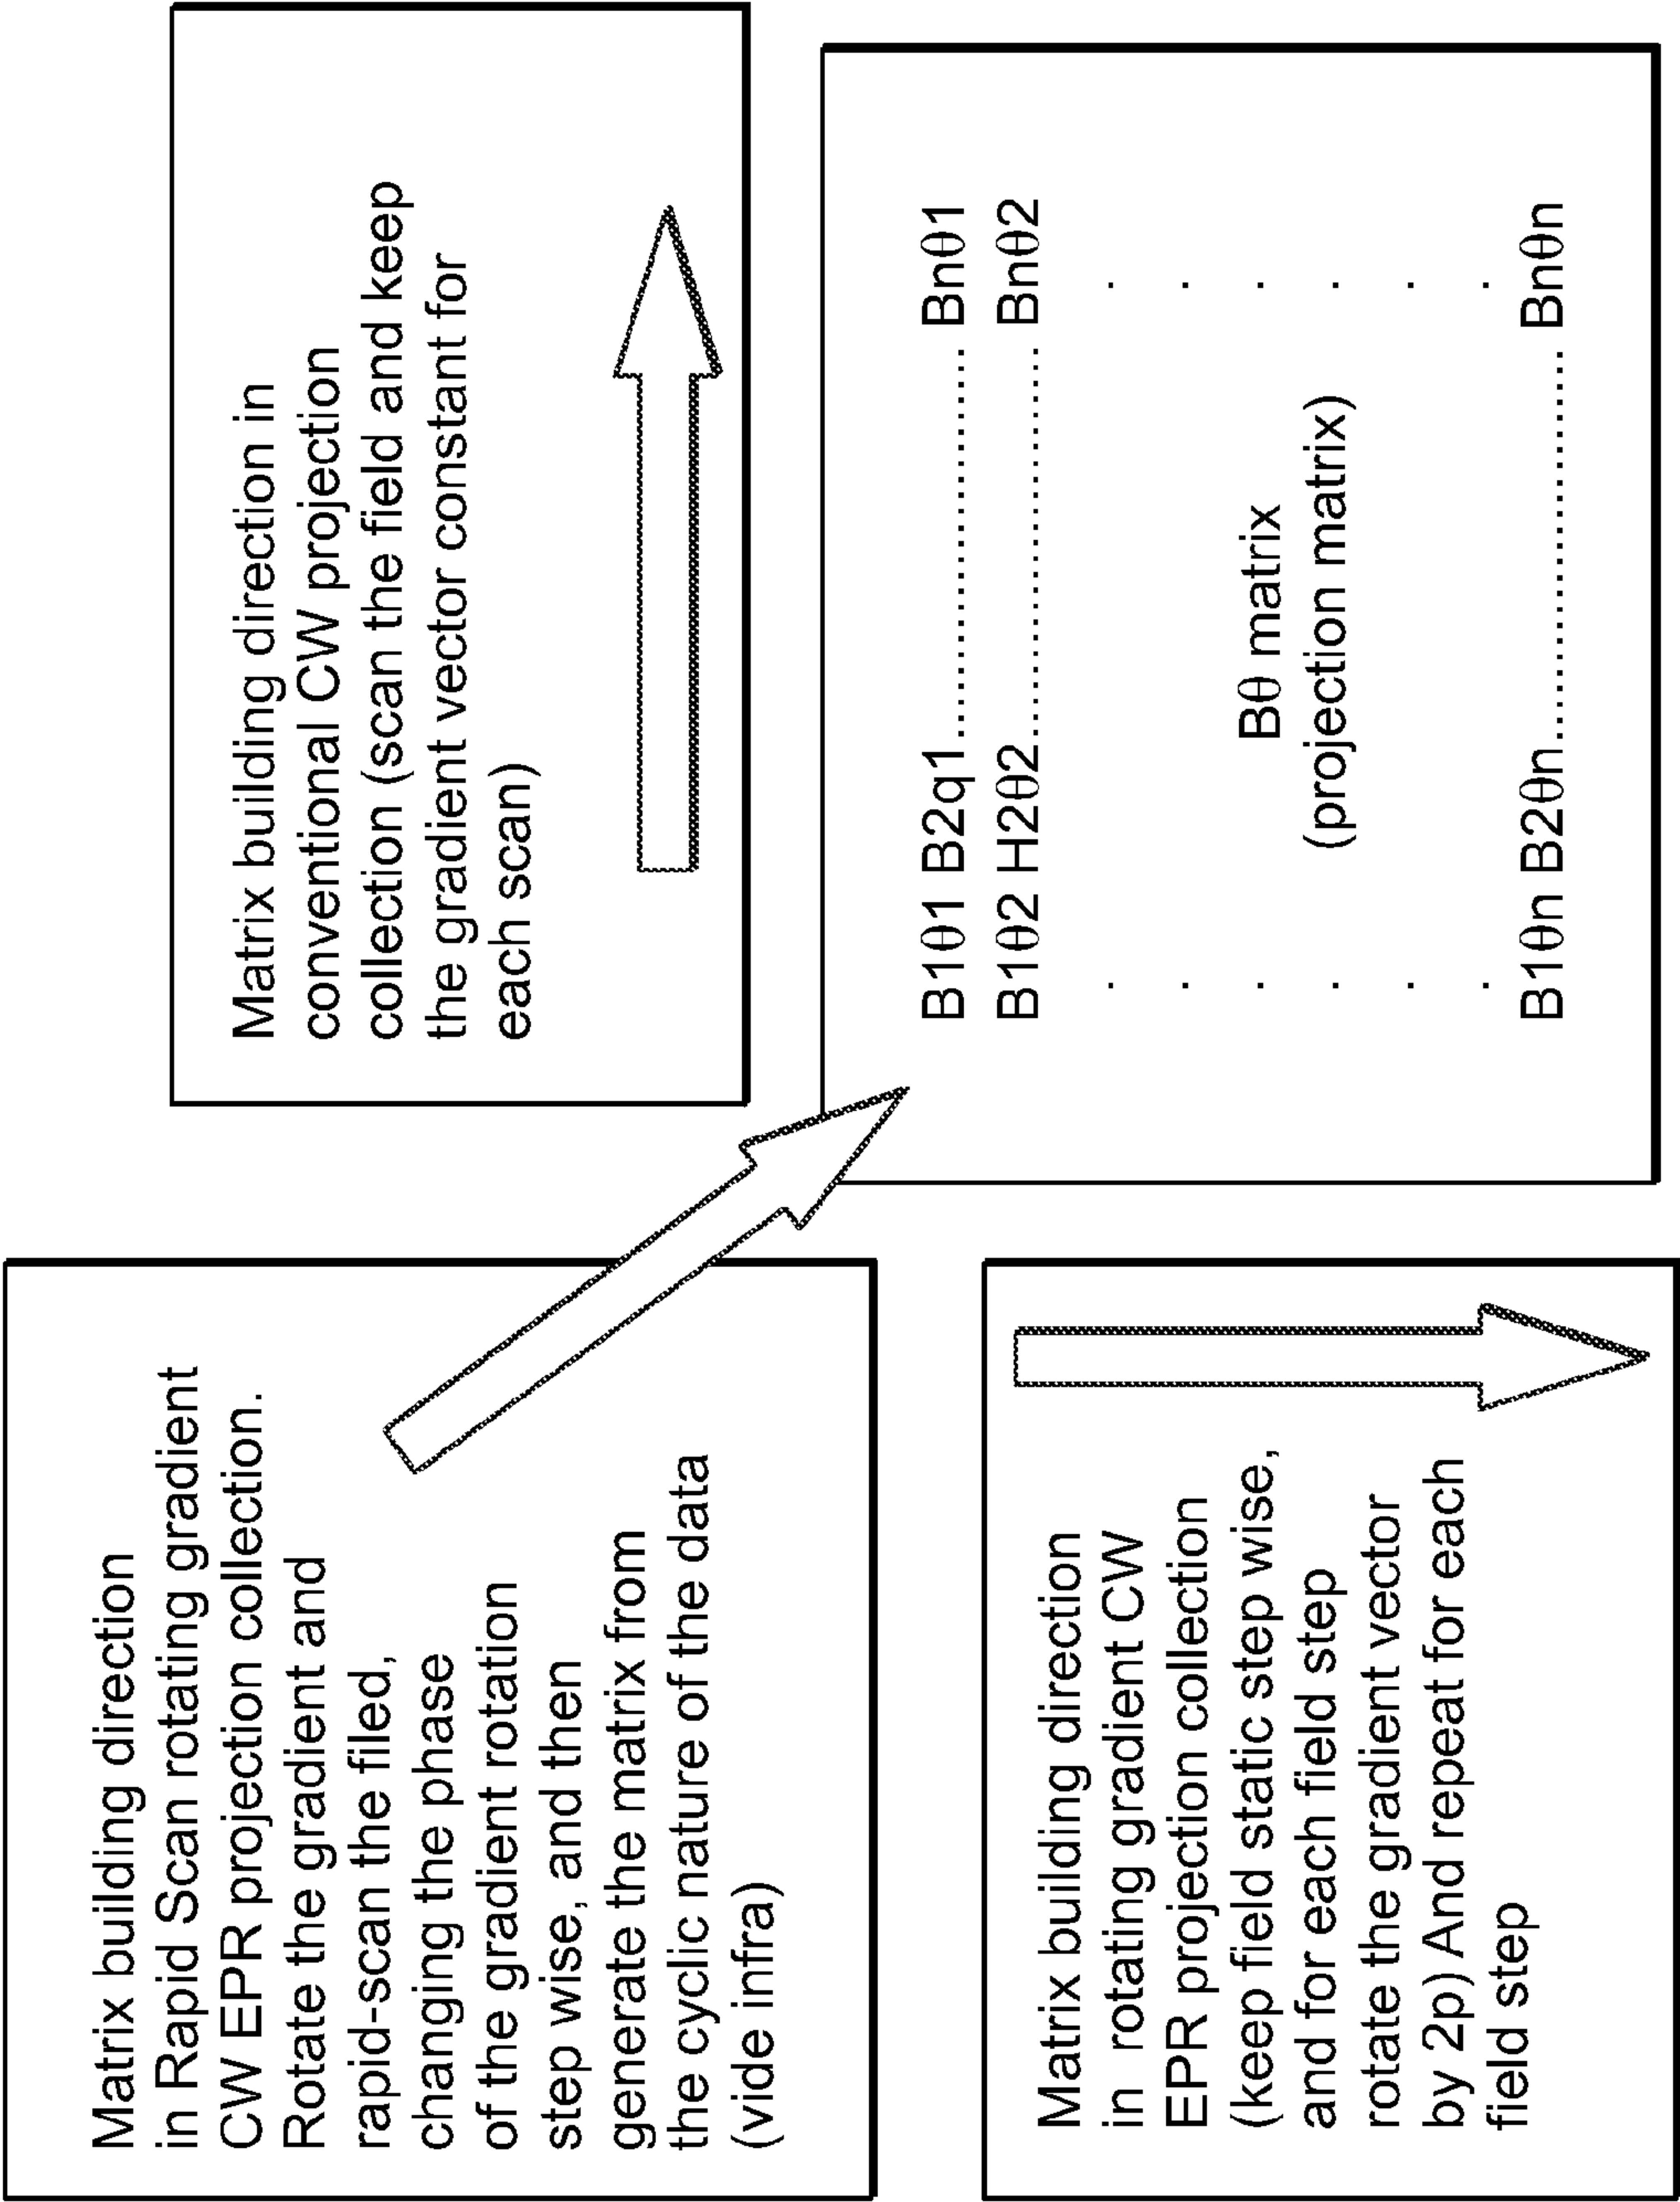 Matrix building direction
in Rapid Scan rotating gradient
CW EPR projection collection.
Rotate the gradient and
rapid-scan the filed,
changing the phase
of the gradient rotation
step wise, and then
generate the matrix from
the cyclic nature of the data
(vide infra)
Matrix building direction in
conventional CW projection
collection (scan the field and keep
the gradient vector constant for
each scan)
Matrix building direction
in rotating gradient CW
EPR projection collection
(keep field static step wise,
and for each field step
rotate the gradient vector
by 2p) And repeat for each
field step
B1θ1 B2q1.............................Bnθ1
B1θ2 H2θ2.............................Bnθ2
Bθ matrix
(projection matrix)
B1θn B2θn.............................Bnθn